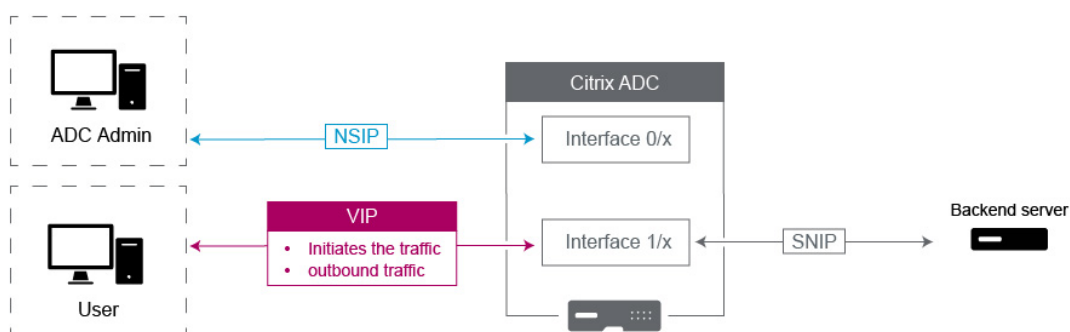 Citrix ADC
ADC Admin
NSIP
Interface 0/x
VIP
• Initiates the traffic
• outbound traffic
Interface 1/x
SNIP
Backend server
User